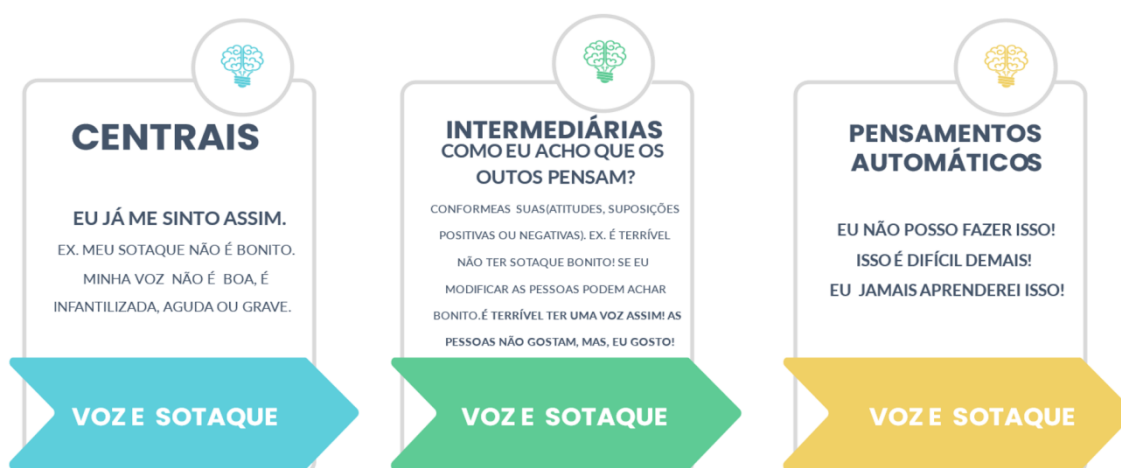 CENTRAIS
EU JÁ ME SINTO ASSIM.
EX. MEU SOTAQUE NÃO É BONITO.
MINHA VOZ NÃO É BOA, É
INFANTILIZADA, AGUDA OU GRAVE.
VOZ E SOTAQUE
INTERMEDIÁRIAS
COMO EU ACHO QUE OS
OUTOS PENSAM?
CONFORMEAS SUAS(ATITUDES, SUPOSIÇÕES
POSITIVAS OU NEGATIVAS). EX. É TERRÍVEL
NÃO TER SOTAQUE BONITO! SE EU
MODIFICAR AS PESSOAS PODEM ACHAR
BONITO.É TERRÍVEL TER UMA VOZ ASSIM! AS
PESSOAS NÃO GOSTAM, MAS, EU GOSTO!
VOZ E SOTAQUE
PENSAMENTOS
AUTOMÁTICOS
EU NÃO POSSO FAZER ISSO!
ISSO É DIFÍCIL DEMAIS!
EU JAMAIS APRENDEREI ISSO!
VOZ E SOTAQUE